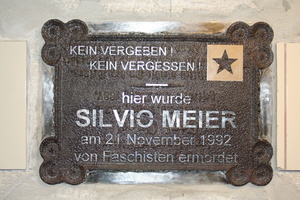 KEIN VERGEBEN !
KEIN VERGESSEN !
hier wurde
SILVIO MEIER
am 21. November 1992
von Faschisten ermordet